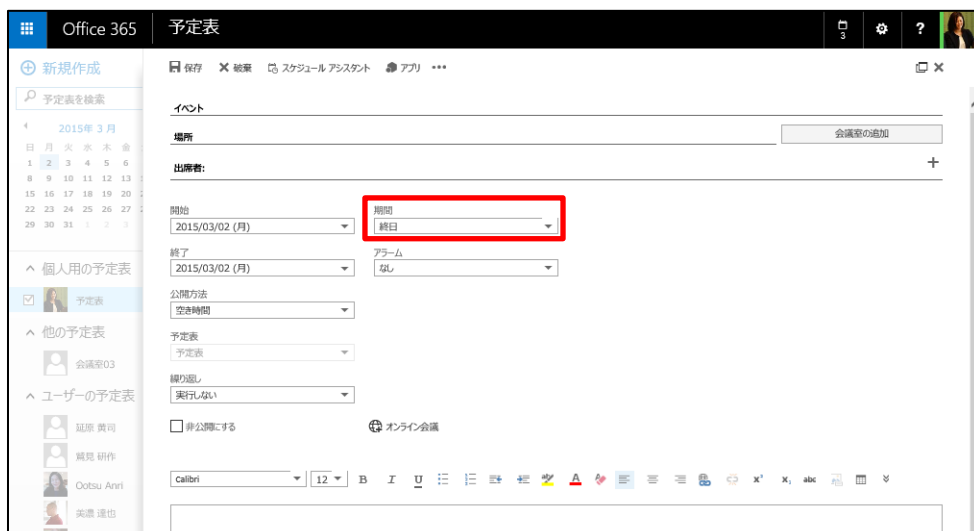 Office 365 予定表 3 ?
新規作成
保存 破棄 スケジュール アシスタント アプリ •••
予定表を検索
イベント
2015年 3 月
場所 会議室の追加
日 月 火 水 木 金
出席者:
1 2 3 4 5 6
8 9 10 11 12 13
15 16 17 18 19 20
22 23 24 25 26 27
29 30 31 1 2 3
開始 期間
2015/03/02 (月) 終日
終了 アラーム
2015/03/02 (月) なし
個人用の予定表
予定表
公開方法
空き時間
他の予定表
会議室03
予定表
予定表
ユーザーの予定表
繰り返し
実行しない
延原 黄司
非公開にする オンライン会議
鷲見 研作
Ootsu Anri
Calibri 12 B I U ab A x² x₂ abc
美濃 達也